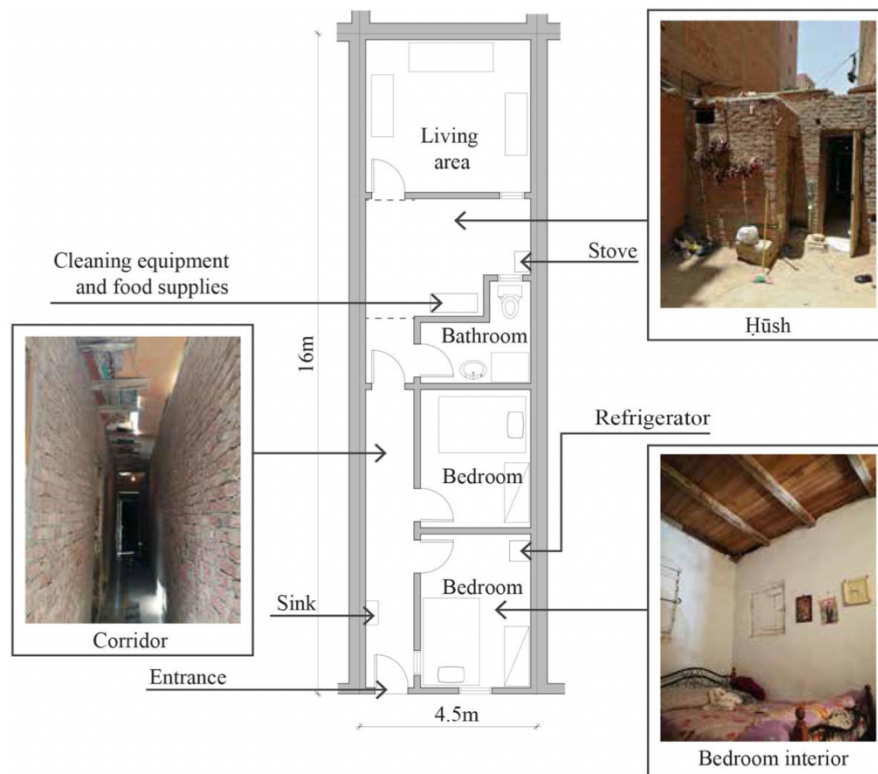 Living
area
Stove
Ḥūsh
Cleaning equipment
and food supplies
Bathroom
16m
Refrigerator
Bedroom
Bedroom
Sink
Corridor
Entrance
4.5m
Bedroom interior